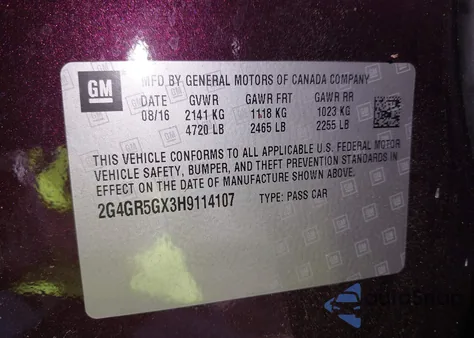 GM MFD BY GENERAL MOTORS OF CANADA COMPANY
DATE GVWR GAWR FRT GAWR RR
08/16 2141 KG 1118 KG 1023 KG
4720 LB 2465 LB 2255 LB
THIS VEHICLE CONFORMS TO ALL APPLICABLE U.S. FEDERAL MOTOR
VEHICLE SAFETY, BUMPER, AND THEFT PREVENTION STANDARDS IN
EFFECT ON THE DATE OF MANUFACTURE SHOWN ABOVE.
2G4GR5GX3H9114107 TYPE: PASS CAR